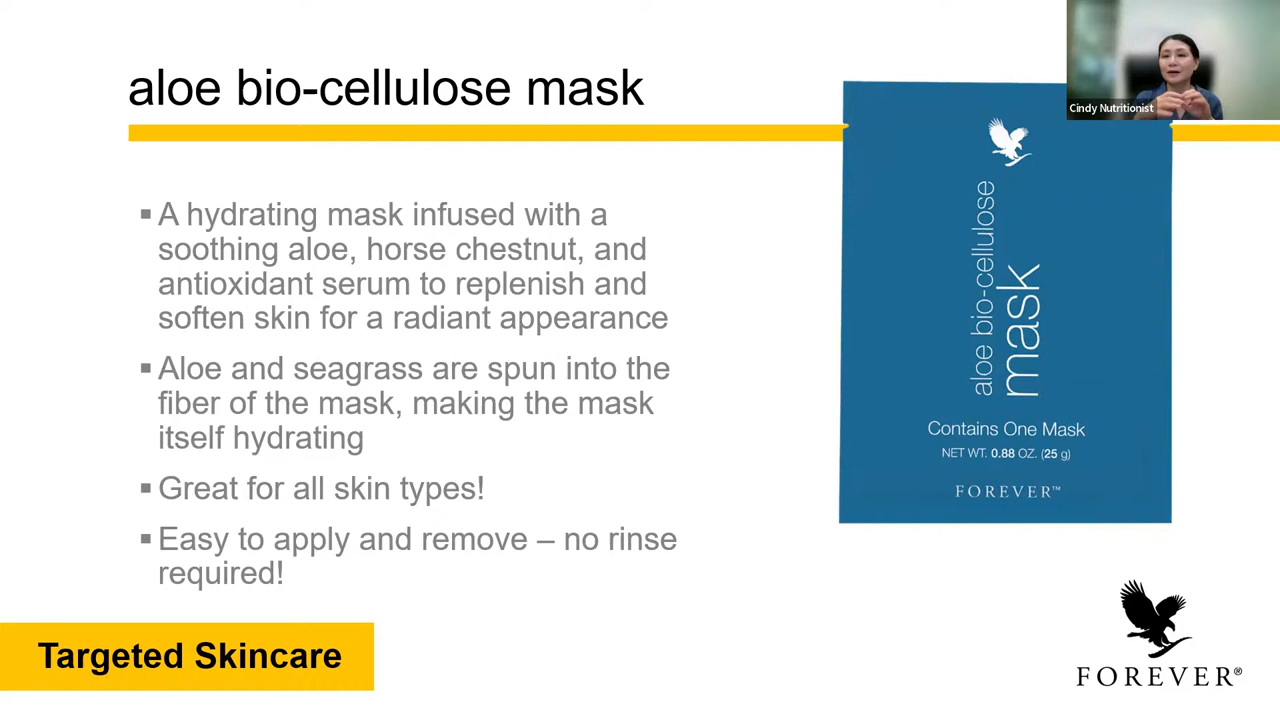 aloe bio-cellulose mask
Cindy Nutritionist
▪ A hydrating mask infused with a
soothing aloe, horse chestnut, and
antioxidant serum to replenish and
soften skin for a radiant appearance
▪ Aloe and seagrass are spun into the
fiber of the mask, making the mask
itself hydrating
▪ Great for all skin types!
▪ Easy to apply and remove – no rinse
required!
aloe bio-cellulose
mask
Contains One Mask
NET WT. 0.88 OZ. (25 g)
FOREVER™
Targeted Skincare
FOREVER®